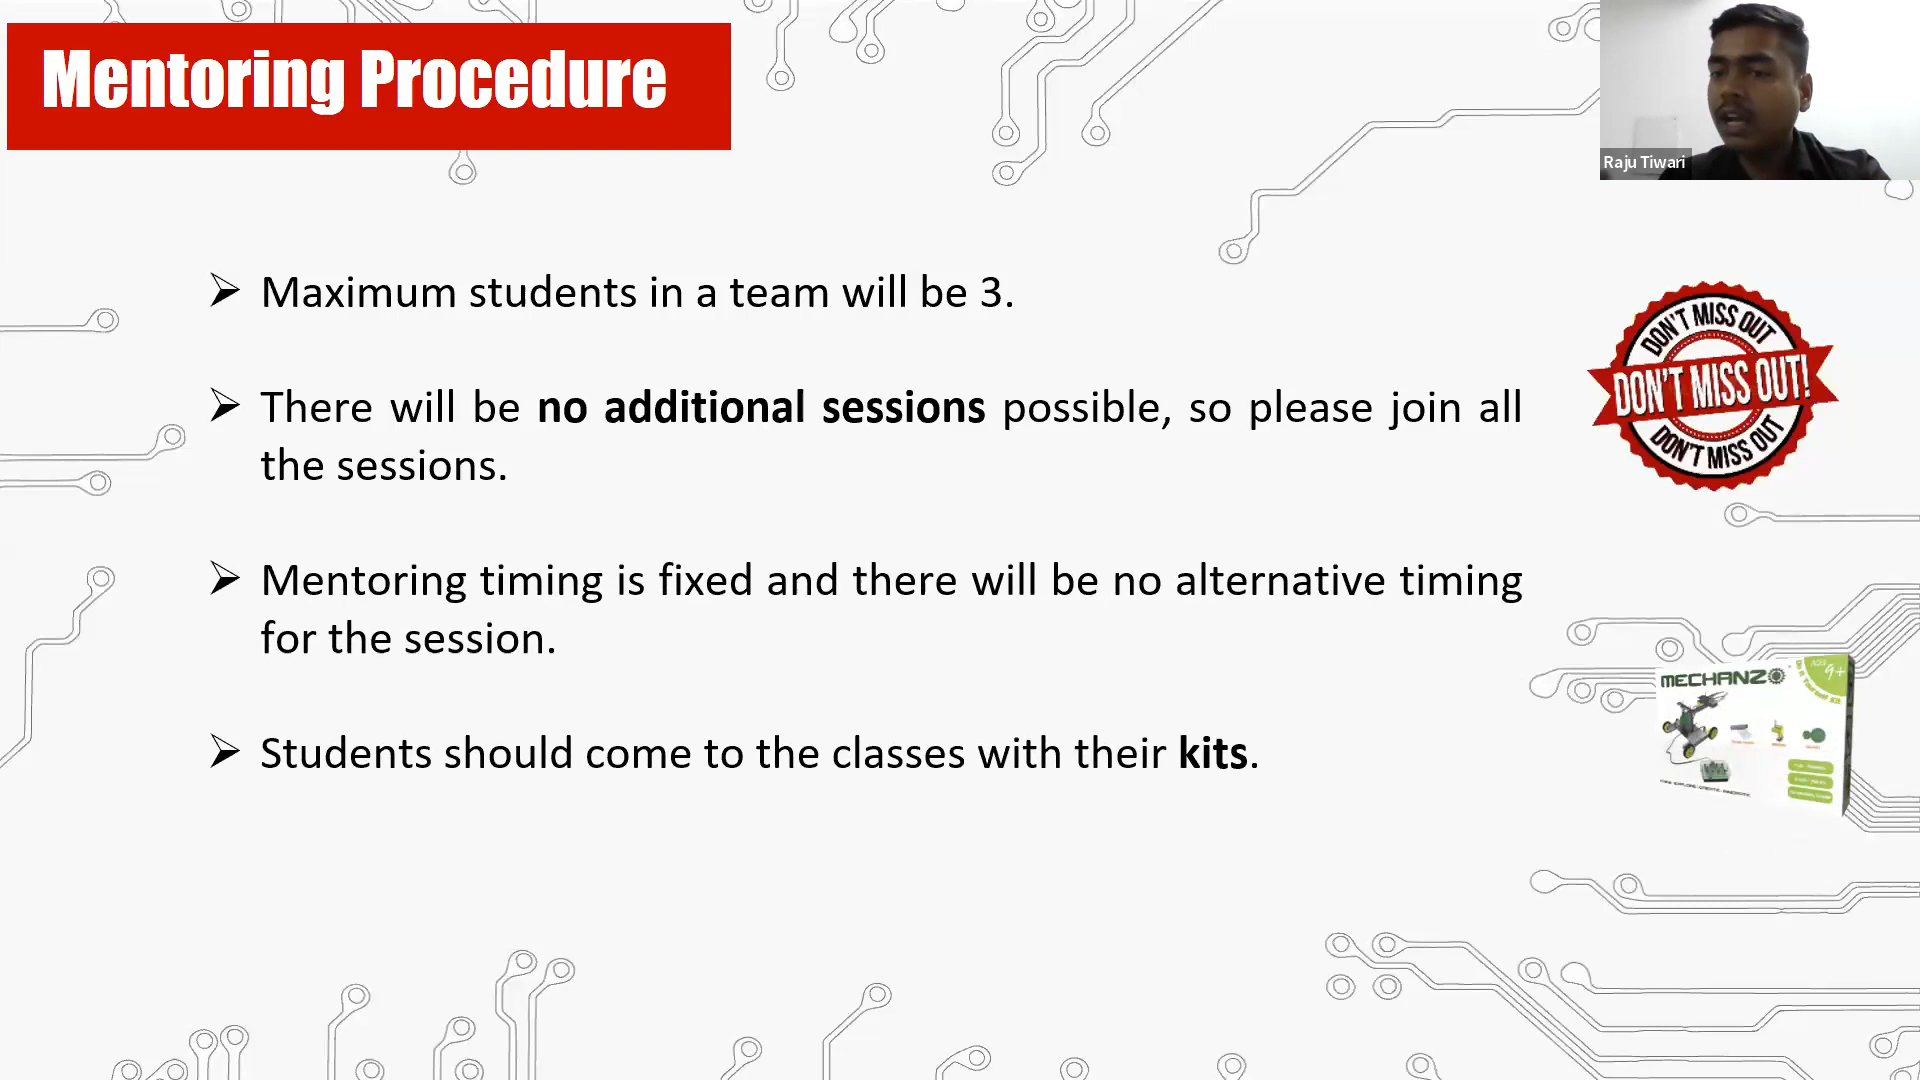 Mentoring Procedure
Raju Tiwari
➢ Maximum students in a team will be 3.
➢ There will be no additional sessions possible, so please join all
the sessions.
➢ Mentoring timing is fixed and there will be no alternative timing
for the session.
➢ Students should come to the classes with their kits.
DON'T MISS OUT
DON'T MISS OUT!
DON'T MISS OUT
MECHANZO
9+